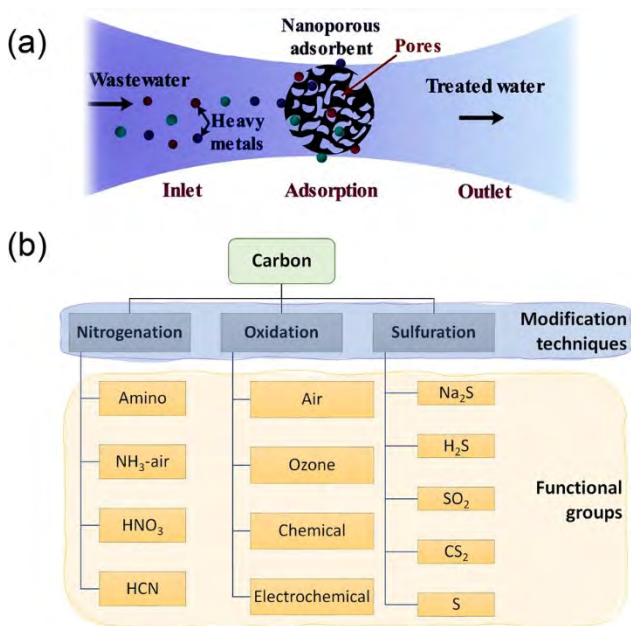 (a)
Nanoporous
adsorbent
Pores
Wastewater
Heavy
metals
Treated water
Inlet
Adsorption
Outlet
(b)
Carbon
Nitrogenation
Oxidation
Sulfuration
Modification
techniques
Amino
NH₃-air
HNO₃
HCN
Air
Ozone
Chemical
Electrochemical
Na₂S
H₂S
SO₂
CS₂
S
Functional
groups